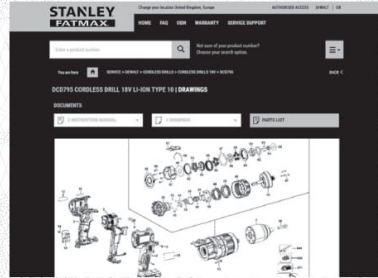 STANLEY
FATMAX
Change your location United Kingdom, Europe
AUTHORISED ACCESS DEWALT | GB
HOME FAQ OEM WARRANTY SERVICE SUPPORT
Enter a product number
Not sure of your product number?
Choose your search option.
You are here
SERVICE > DEWALT > CORDLESS DRILLS > CORDLESS DRILLS 18V > DCD795
BACK
DCD795 CORDLESS DRILL 18V LI-ION TYPE 10 | DRAWINGS
DOCUMENTS
1 INSTRUCTION MANUAL
1 DRAWINGS
PARTS LIST